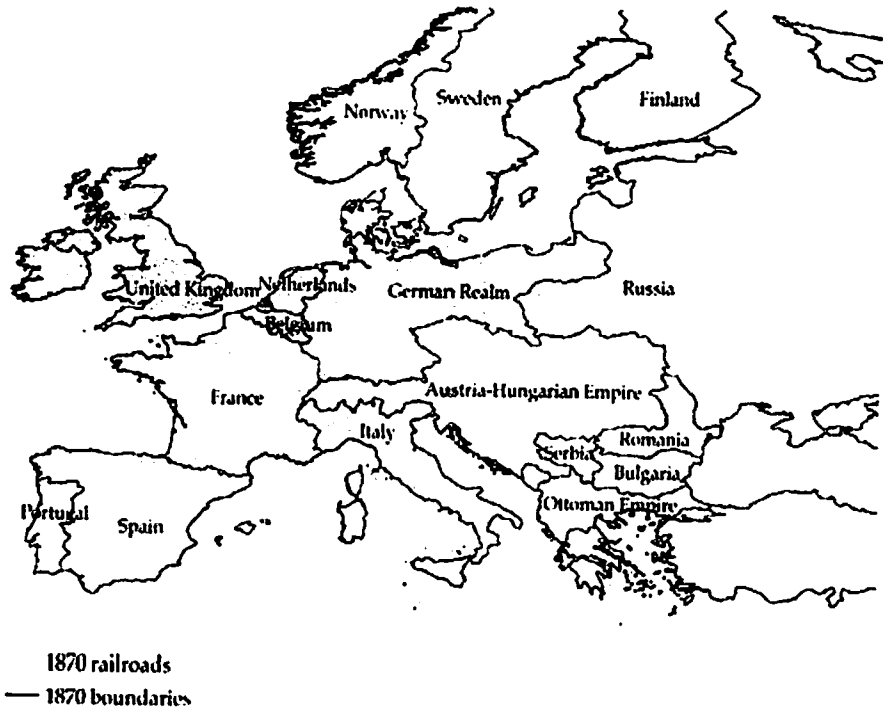 Norway
Sweden
Finland
United Kingdom
Netherlands
German Realm
Russia
Belgium
France
Austria-Hungarian Empire
Italy
Romania
Serbia
Bulgaria
Portugal
Spain
Ottoman Empire
1870 railroads
1870 boundaries